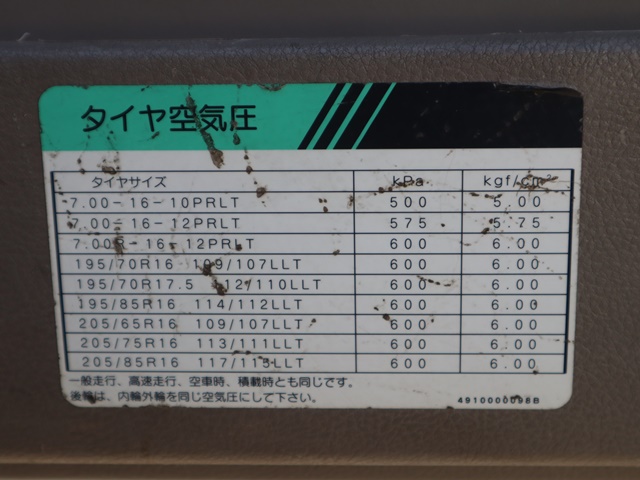 タイヤ空気圧
タイヤサイズ kPa kgf/cm²
7.00-16-10PRLT 500 5.00
7.00-16-12PRLT 575 5.75
7.00R-16-12PRLT 600 6.00
195/70R16 109/107LLT 600 6.00
195/70R17.5 112/110LLT 600 6.00
195/85R16 114/112LLT 600 6.00
205/65R16 109/107LLT 600 6.00
205/75R16 113/111LLT 600 6.00
205/85R16 117/115LLT 600 6.00
一般走行、高速走行、空車時、積載時とも同じです。
後輪は、内輪外輪を同じ空気圧にして下さい。 4910000098B